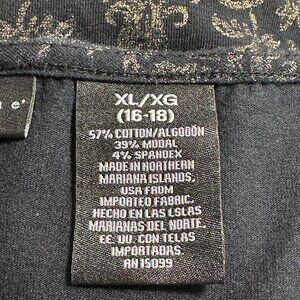 XL/XG
(16-18)
57% COTTON/ALGODÓN
39% MODAL
4% SPANDEX
MADE IN NORTHERN
MARIANA ISLANDS,
USA FROM
IMPORTED FABRIC.
HECHO EN LAS LSLAS
MARIANAS DEL NORTE.
EE. UU. CON TELAS
IMPORTADAS.
RN 15099